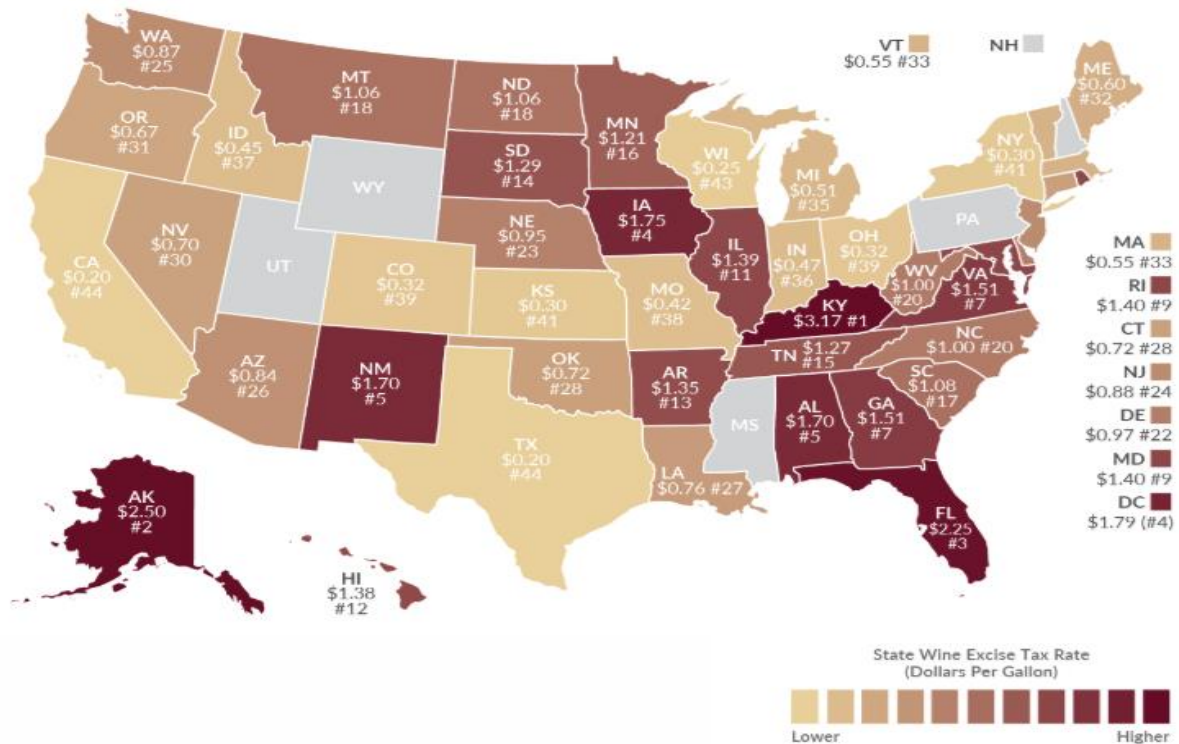 WA
$0.87
#25
MT
$1.06
#18
ND
$1.06
#18
MN
$1.21
#16
VT
$0.55 #33
NH
ME
$0.60
#32
OR
$0.67
#31
ID
$0.45
#37
WY
SD
$1.29
#14
WI
$0.25
#43
MI
$0.51
#35
NY
$0.30
#41
NV
$0.70
#30
UT
NE
$0.95
#23
IA
$1.75
#4
IL
$1.39
#11
IN
$0.47
#36
OH
$0.32
#39
PA
CA
$0.20
#44
CO
$0.32
#39
KS
$0.30
#41
MO
$0.42
#38
KY
$3.17 #1
WV
$1.00
#20
VA
$1.51
#7
MA
$0.55 #33
RI
$1.40 #9
CT
$0.72 #28
NJ
$0.88 #24
DE
$0.97 #22
MD
$1.40 #9
DC
$1.79 (#4)
AZ
$0.84
#26
NM
$1.70
#5
OK
$0.72
#28
AR
$1.35
#13
TN $1.27
#15
NC
$1.00 #20
SC
$1.08
#17
TX
$0.20
#44
LA
$0.76 #27
MS
AL
$1.70
#5
GA
$1.51
#7
FL
$2.25
#3
AK
$2.50
#2
HI
$1.38
#12
State Wine Excise Tax Rate
(Dollars Per Gallon)
Lower Higher